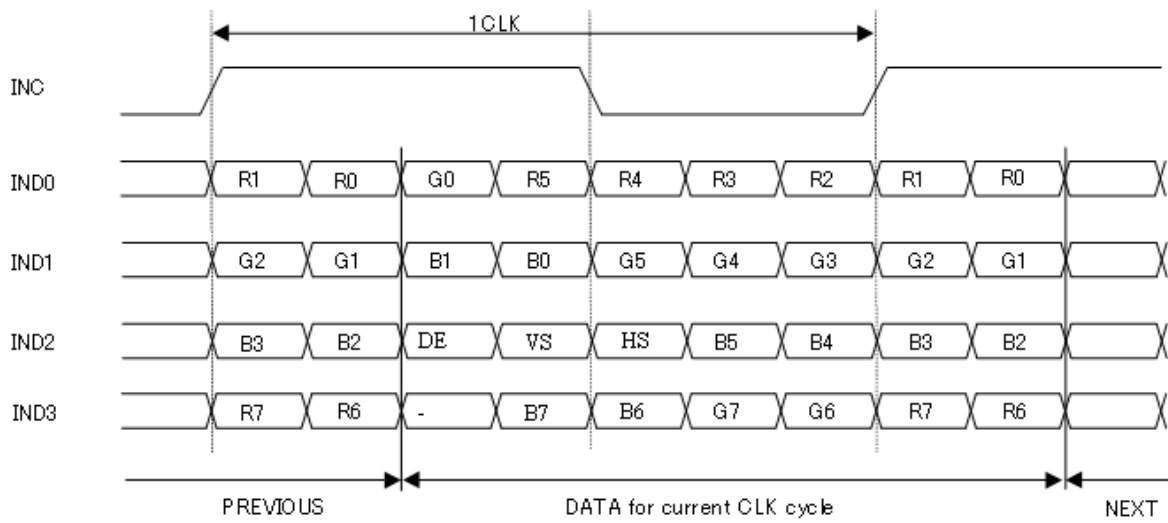 1CLK
INC
IND0 R1 R0 G0 R5 R4 R3 R2 R1 R0
IND1 G2 G1 B1 B0 G5 G4 G3 G2 G1
IND2 B3 B2 DE VS HS B5 B4 B3 B2
IND3 R7 R6 - B7 B6 G7 G6 R7 R6
PREVIOUS DATA for current CLK cycle NEXT